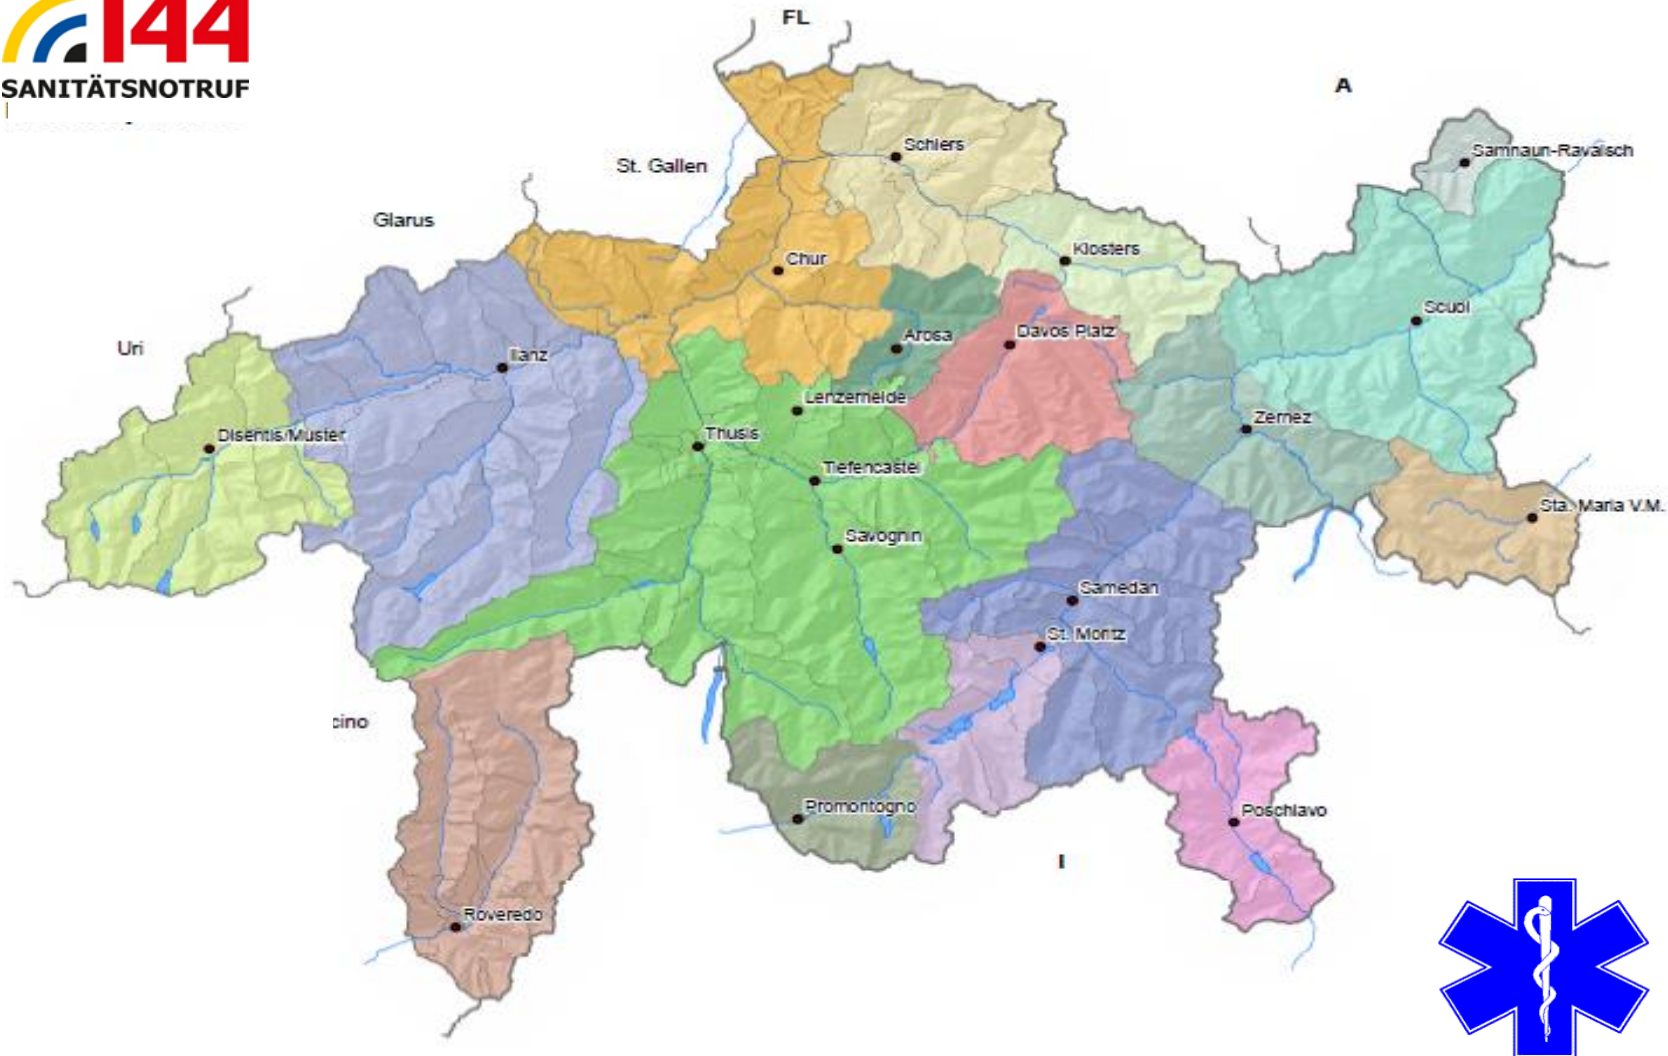 144
SANITÄTSNOTRUF
FL
A
St. Gallen
Schiers
Samnaun-Ravaisch
Glarus
Klosters
Chur
Scuol
Uri
Ilanz
Arosa
Davos Platz
Lenzerheide
Disentis/Mustér
Thusis
Zernez
Tiefencastel
Sta. Maria V.M.
Savognin
Samedan
St. Moritz
cino
Promontogno
Poschiavo
I
Roveredo